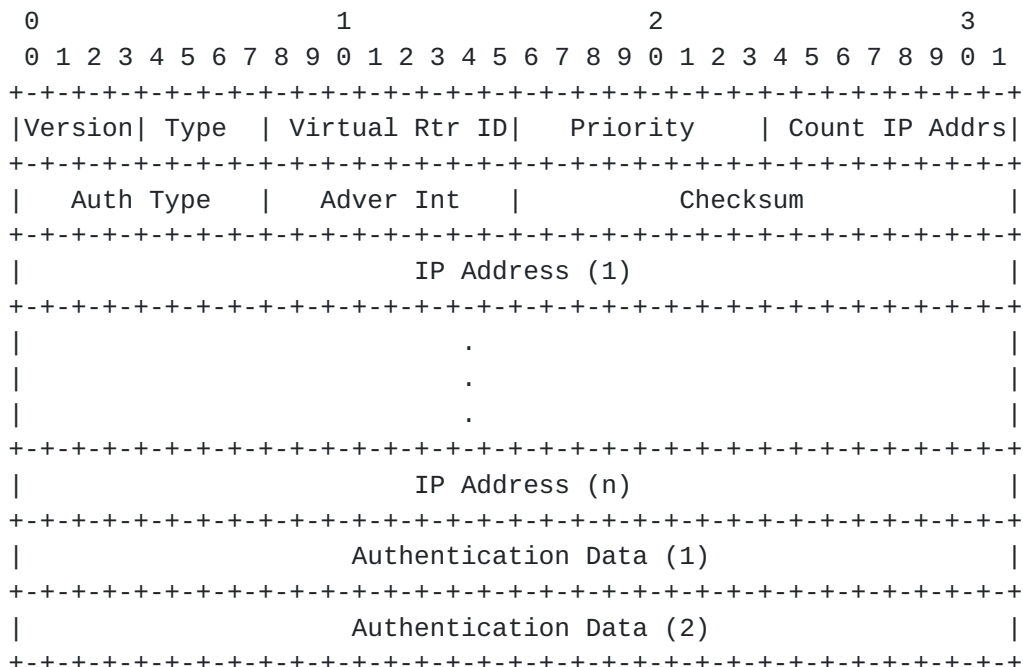 0                   1                   2                   3
 0 1 2 3 4 5 6 7 8 9 0 1 2 3 4 5 6 7 8 9 0 1 2 3 4 5 6 7 8 9 0 1
+-+-+-+-+-+-+-+-+-+-+-+-+-+-+-+-+-+-+-+-+-+-+-+-+-+-+-+-+-+-+-+-+
|Version| Type  | Virtual Rtr ID|   Priority    | Count IP Addrs|
+-+-+-+-+-+-+-+-+-+-+-+-+-+-+-+-+-+-+-+-+-+-+-+-+-+-+-+-+-+-+-+-+
|   Auth Type   |   Adver Int   |          Checksum             |
+-+-+-+-+-+-+-+-+-+-+-+-+-+-+-+-+-+-+-+-+-+-+-+-+-+-+-+-+-+-+-+-+
|                         IP Address (1)                        |
+-+-+-+-+-+-+-+-+-+-+-+-+-+-+-+-+-+-+-+-+-+-+-+-+-+-+-+-+-+-+-+-+
|                            .                                  |
|                            .                                  |
|                            .                                  |
+-+-+-+-+-+-+-+-+-+-+-+-+-+-+-+-+-+-+-+-+-+-+-+-+-+-+-+-+-+-+-+-+
|                         IP Address (n)                        |
+-+-+-+-+-+-+-+-+-+-+-+-+-+-+-+-+-+-+-+-+-+-+-+-+-+-+-+-+-+-+-+-+
|                     Authentication Data (1)                   |
+-+-+-+-+-+-+-+-+-+-+-+-+-+-+-+-+-+-+-+-+-+-+-+-+-+-+-+-+-+-+-+-+
|                     Authentication Data (2)                   |
+-+-+-+-+-+-+-+-+-+-+-+-+-+-+-+-+-+-+-+-+-+-+-+-+-+-+-+-+-+-+-+-+